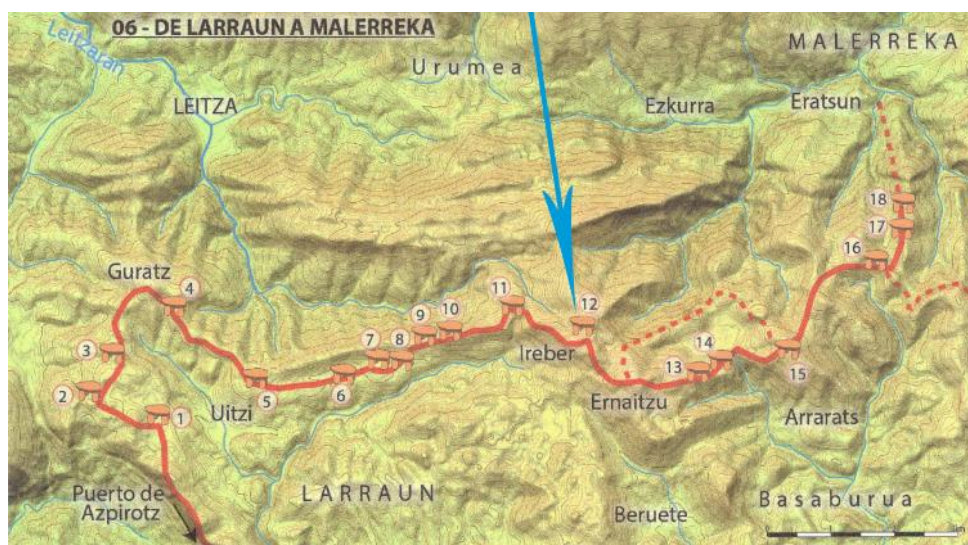 06 - DE LARRAUN A MALERREKA
Leitzaran
MALERREKA
Urumea
LEITZA
Ezkurra
Eratsun
18
17
16
Guratz
4
11
12
9
10
3
7
8
14
Ireber
13
15
2
5
6
Ernaitzu
1
Uitzi
Arrarats
Puerto de
Azpirotz
LARRAUN
Basaburua
Beruete
0
1